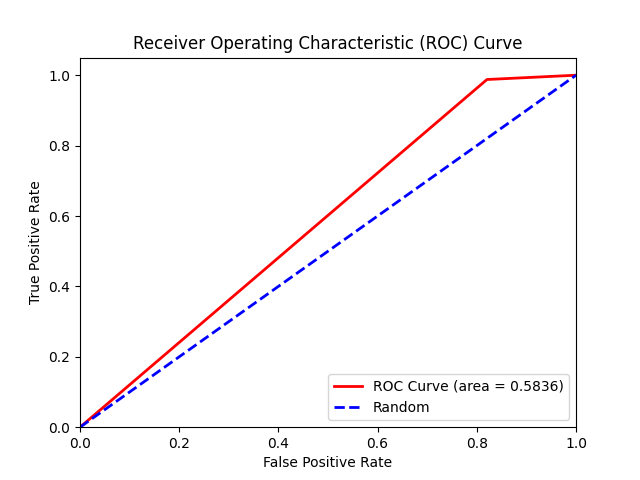 Receiver Operating Characteristic (ROC) Curve
1.0
0.8
0.6
0.4
0.2
0.0
True Positive Rate
ROC Curve (area = 0.5836)
Random
0.0 0.2 0.4 0.6 0.8 1.0
False Positive Rate